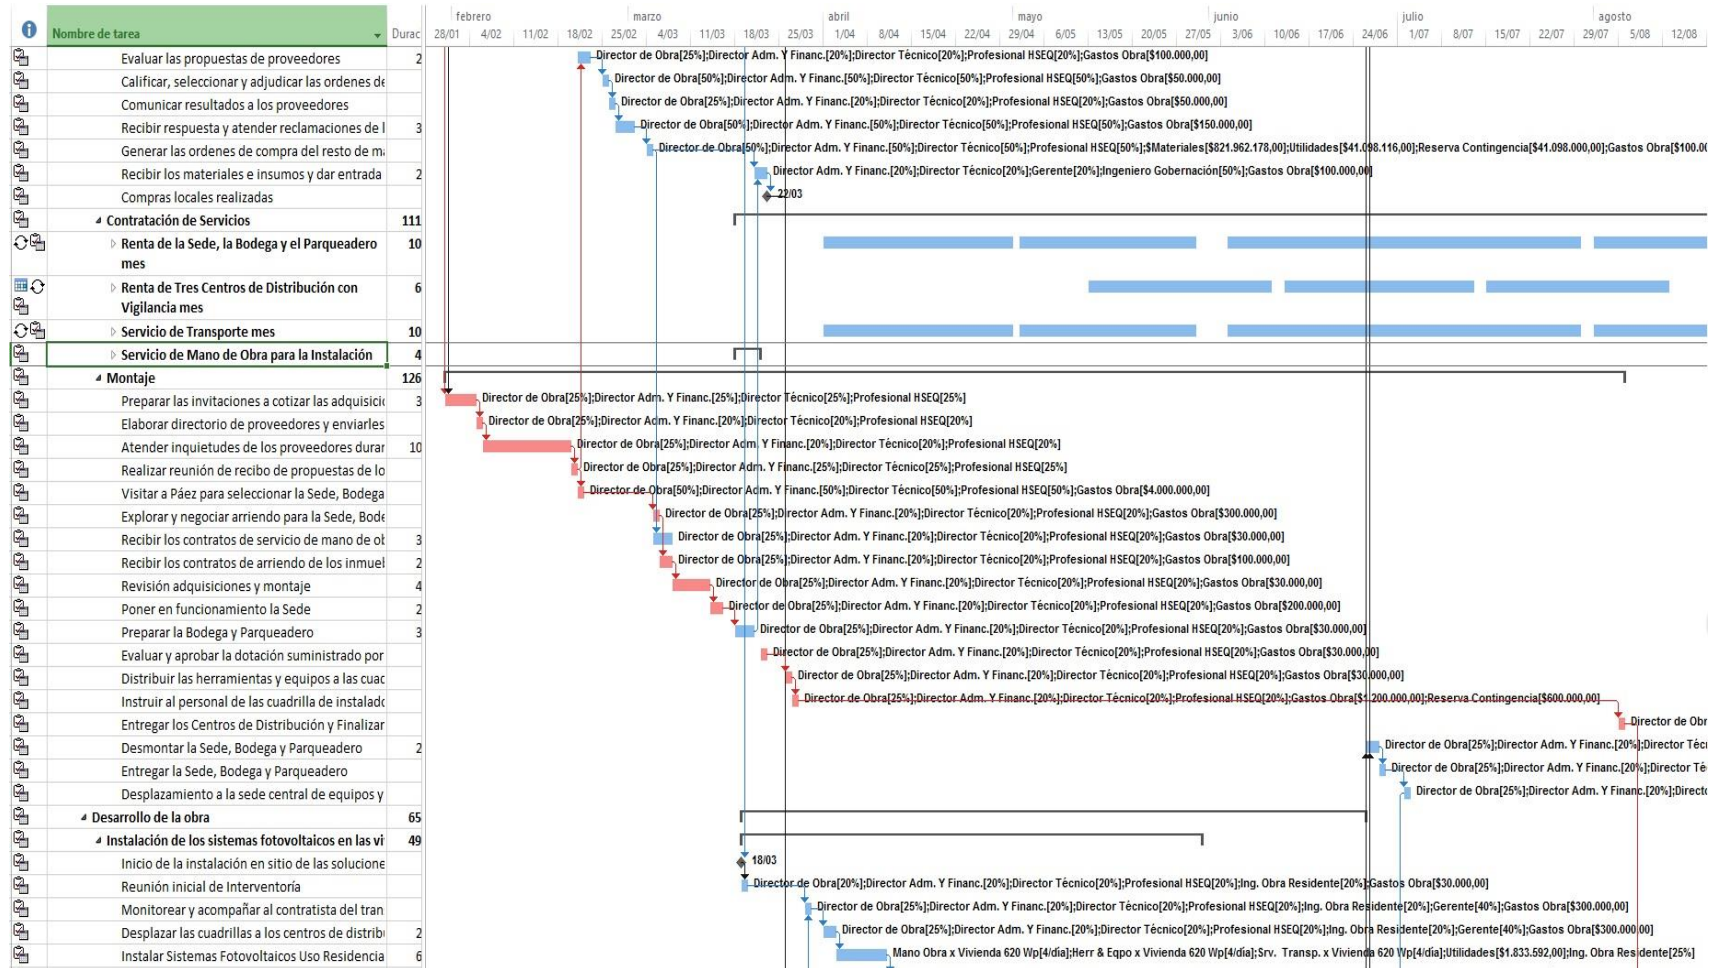 febrero marzo abril mayo junio julio agosto
Nombre de tarea Durac 28/01 4/02 11/02 18/02 25/02 4/03 11/03 18/03 25/03 1/04 8/04 15/04 22/04 29/04 6/05 13/05 20/05 27/05 3/06 10/06 17/06 24/06 1/07 8/07 15/07 22/07 29/07 5/08 12/08
Evaluar las propuestas de proveedores 2 Director de Obra[25%];Director Adm. Y Financ.[20%];Director Técnico[20%];Profesional HSEQ[20%];Gastos Obra[$100.000,00]
Calificar, seleccionar y adjudicar las ordenes de Director de Obra[50%];Director Adm. Y Financ.[50%];Director Técnico[50%];Profesional HSEQ[50%];Gastos Obra[$50.000,00]
Comunicar resultados a los proveedores Director de Obra[25%];Director Adm. Y Financ.[20%];Director Técnico[20%];Profesional HSEQ[20%];Gastos Obra[$50.000,00]
Recibir respuesta y atender reclamaciones de l 3 Director de Obra[50%];Director Adm. Y Financ.[50%];Director Técnico[50%];Profesional HSEQ[50%];Gastos Obra[$150.000,00]
Generar las ordenes de compra del resto de ma Director de Obra[50%];Director Adm. Y Financ.[50%];Director Técnico[50%];Profesional HSEQ[50%];$Materiales[$821.962.178,00];Utilidades[$41.098.116,00];Reserva Contingencia[$41.098.000,00];Gastos Obra[$100.00
Recibir los materiales e insumos y dar entrada 2 Director Adm. Y Financ.[20%];Director Técnico[20%];Gerente[20%];Ingeniero Gobernación[50%];Gastos Obra[$100.000,00]
Compras locales realizadas 22/03
Contratación de Servicios 111
Renta de la Sede, la Bodega y el Parqueadero 10
mes
Renta de Tres Centros de Distribución con 6
Vigilancia mes
Servicio de Transporte mes 10
Servicio de Mano de Obra para la Instalación 4
Montaje 126
Preparar las invitaciones a cotizar las adquisicio 3 Director de Obra[25%];Director Adm. Y Financ.[25%];Director Técnico[25%];Profesional HSEQ[25%]
Elaborar directorio de proveedores y enviarles Director de Obra[25%];Director Adm. Y Financ.[20%];Director Técnico[20%];Profesional HSEQ[20%]
Atender inquietudes de los proveedores durar 10 Director de Obra[25%];Director Adm. Y Financ.[20%];Director Técnico[20%];Profesional HSEQ[20%]
Realizar reunión de recibo de propuestas de lo Director de Obra[25%];Director Adm. Y Financ.[25%];Director Técnico[25%];Profesional HSEQ[25%]
Visitar a Páez para seleccionar la Sede, Bodega Director de Obra[50%];Director Adm. Y Financ.[50%];Director Técnico[50%];Profesional HSEQ[50%];Gastos Obra[$4.000.000,00]
Explorar y negociar arriendo para la Sede, Bode Director de Obra[25%];Director Adm. Y Financ.[20%];Director Técnico[20%];Profesional HSEQ[20%];Gastos Obra[$300.000,00]
Recibir los contratos de servicio de mano de ob 3 Director de Obra[25%];Director Adm. Y Financ.[20%];Director Técnico[20%];Profesional HSEQ[20%];Gastos Obra[$30.000,00]
Recibir los contratos de arriendo de los inmuel 2 Director de Obra[25%];Director Adm. Y Financ.[20%];Director Técnico[20%];Profesional HSEQ[20%];Gastos Obra[$100.000,00]
Revisión adquisiciones y montaje 4 Director de Obra[25%];Director Adm. Y Financ.[20%];Director Técnico[20%];Profesional HSEQ[20%];Gastos Obra[$30.000,00]
Poner en funcionamiento la Sede 2 Director de Obra[25%];Director Adm. Y Financ.[20%];Director Técnico[20%];Profesional HSEQ[20%];Gastos Obra[$200.000,00]
Preparar la Bodega y Parqueadero 3 Director de Obra[25%];Director Adm. Y Financ.[20%];Director Técnico[20%];Profesional HSEQ[20%];Gastos Obra[$30.000,00]
Evaluar y aprobar la dotación suministrado por Director de Obra[25%];Director Adm. Y Financ.[20%];Director Técnico[20%];Profesional HSEQ[20%];Gastos Obra[$30.000,00]
Distribuir las herramientas y equipos a las cuad Director de Obra[25%];Director Adm. Y Financ.[20%];Director Técnico[20%];Profesional HSEQ[20%];Gastos Obra[$30.000,00]
Instruir al personal de las cuadrilla de instalado Director de Obra[25%];Director Adm. Y Financ.[20%];Director Técnico[20%];Profesional HSEQ[20%];Gastos Obra[$1.200.000,00];Reserva Contingencia[$600.000,00]
Entregar los Centros de Distribución y Finalizar Director de Obr
Desmontar la Sede, Bodega y Parqueadero 2 Director de Obra[25%];Director Adm. Y Financ.[20%];Director Técn
Entregar la Sede, Bodega y Parqueadero Director de Obra[25%];Director Adm. Y Financ.[20%];Director Té
Desplazamiento a la sede central de equipos y Director de Obra[25%];Director Adm. Y Financ.[20%];Direct
Desarrollo de la obra 65
Instalación de los sistemas fotovoltaicos en las vi 49
Inicio de la instalación en sitio de las solucione 18/03
Reunión inicial de Interventoría Director de Obra[20%];Director Adm. Y Financ.[20%];Director Técnico[20%];Profesional HSEQ[20%];Ing. Obra Residente[20%];Gastos Obra[$30.000,00]
Monitorear y acompañar al contratista del tran Director de Obra[25%];Director Adm. Y Financ.[20%];Director Técnico[20%];Profesional HSEQ[20%];Ing. Obra Residente[20%];Gerente[40%];Gastos Obra[$300.000,00]
Desplazar las cuadrillas a los centros de distrib 2 Director de Obra[25%];Director Adm. Y Financ.[20%];Director Técnico[20%];Profesional HSEQ[20%];Ing. Obra Residente[20%];Gerente[40%];Gastos Obra[$300.000,00]
Instalar Sistemas Fotovoltaicos Uso Residencia 6 Mano Obra x Vivienda 620 Wp[4/día];Herr & Eqpo x Vivienda 620 Wp[4/día];Srv. Transp. x Vivienda 620 Wp[4/día];Utilidades[$1.833.592,00];Ing. Obra Residente[25%]